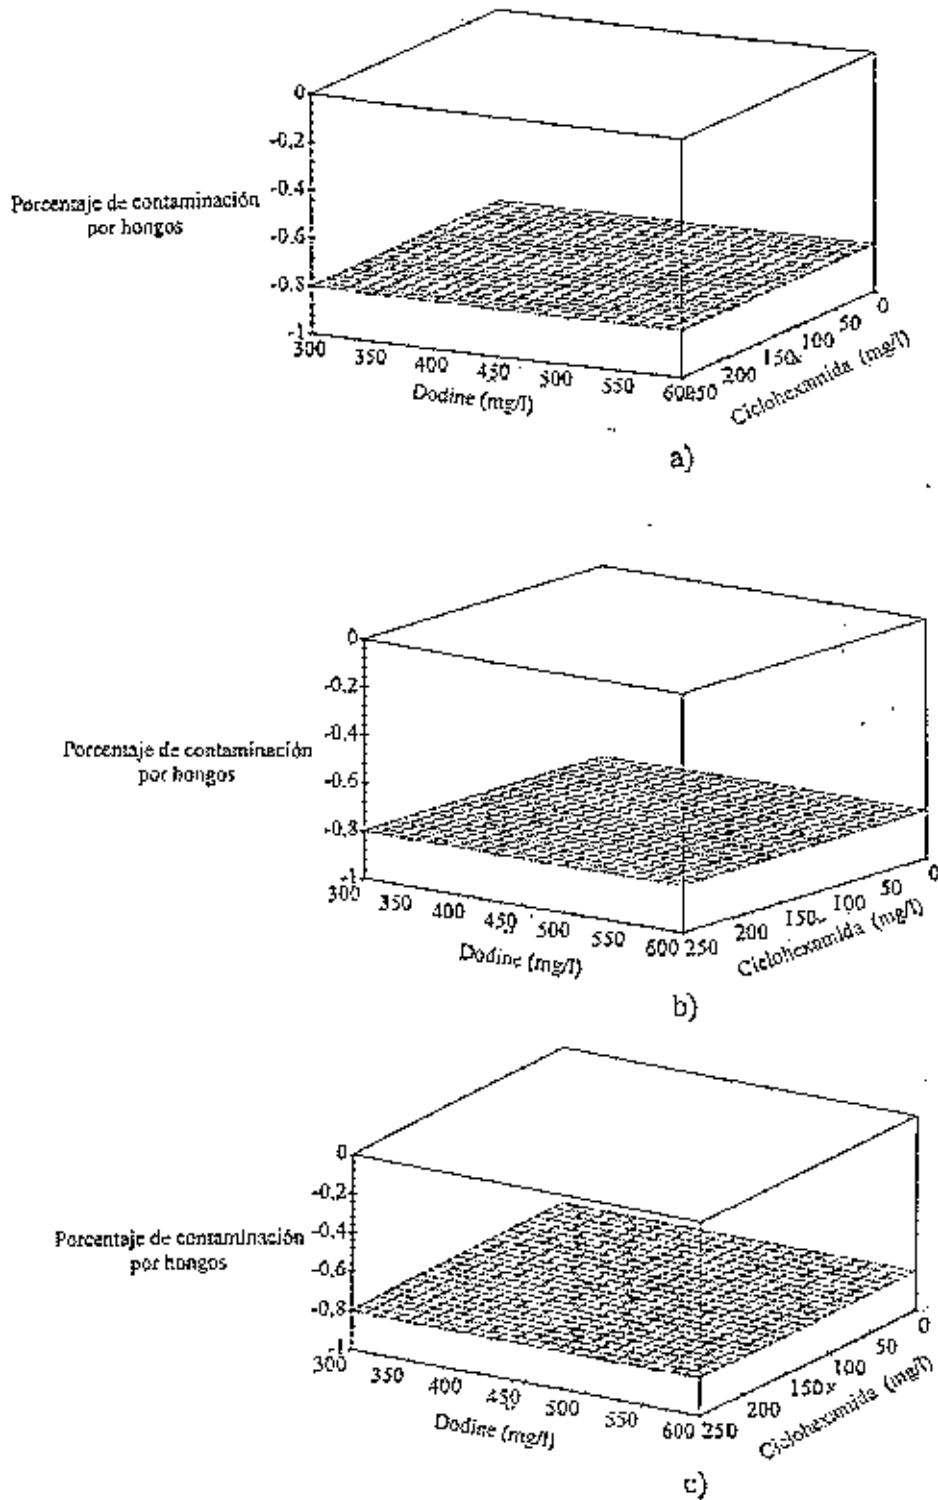 0
-0.2
-0.4
Porcentaje de contaminación
por hongos
-0.6
-0.8
-1
300 350 400 450 500 550 600 250 200 150 100 50 0
Dodine (mg/l)
Ciclohexamida (mg/l)
a)
0
-0.2
-0.4
Porcentaje de contaminación
por hongos
-0.6
-0.8
-1
300 350 400 450 500 550 600 250 200 150 100 50 0
Dodine (mg/l)
Ciclohexamida (mg/l)
b)
0
-0.2
-0.4
Porcentaje de contaminación
por hongos
-0.6
-0.8
-1
300 350 400 450 500 550 600 250 200 150 100 50 0
Dodine (mg/l)
Ciclohexamida (mg/l)
c)